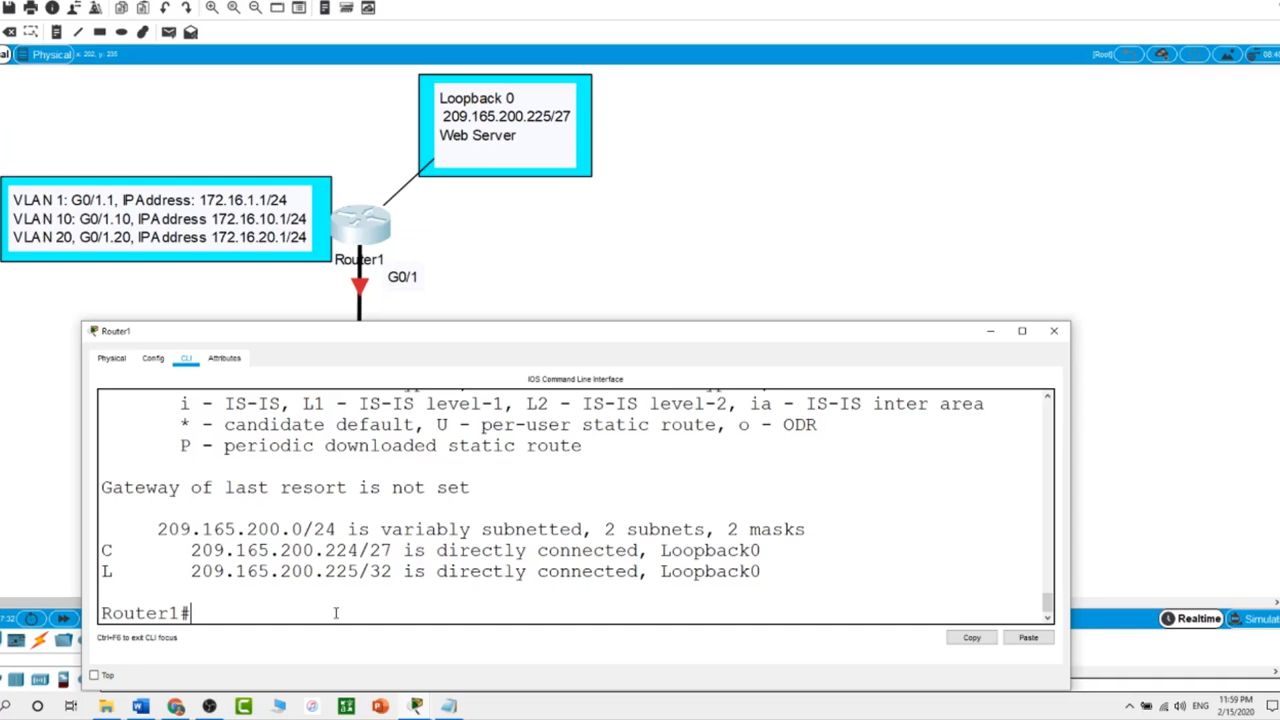 Physical
x: 202, y: 235
[Root]
Loopback 0
209.165.200.225/27
Web Server
VLAN 1: G0/1.1, IPAddress: 172.16.1.1/24
VLAN 10: G0/1.10, IPAddress 172.16.10.1/24
VLAN 20, G0/1.20, IPAddress 172.16.20.1/24
Router1
G0/1
Router1
Physical
Config
CLI
Attributes
IOS Command Line Interface
i - IS-IS, L1 - IS-IS level-1, L2 - IS-IS level-2, ia - IS-IS inter area
* - candidate default, U - per-user static route, o - ODR
P - periodic downloaded static route
Gateway of last resort is not set
209.165.200.0/24 is variably subnetted, 2 subnets, 2 masks
C 209.165.200.224/27 is directly connected, Loopback0
L 209.165.200.225/32 is directly connected, Loopback0
Router1#
Ctrl+F6 to exit CLI focus
Copy
Paste
Top
7:32
Realtime
Simulat
ENG
11:59 PM
2/15/2020